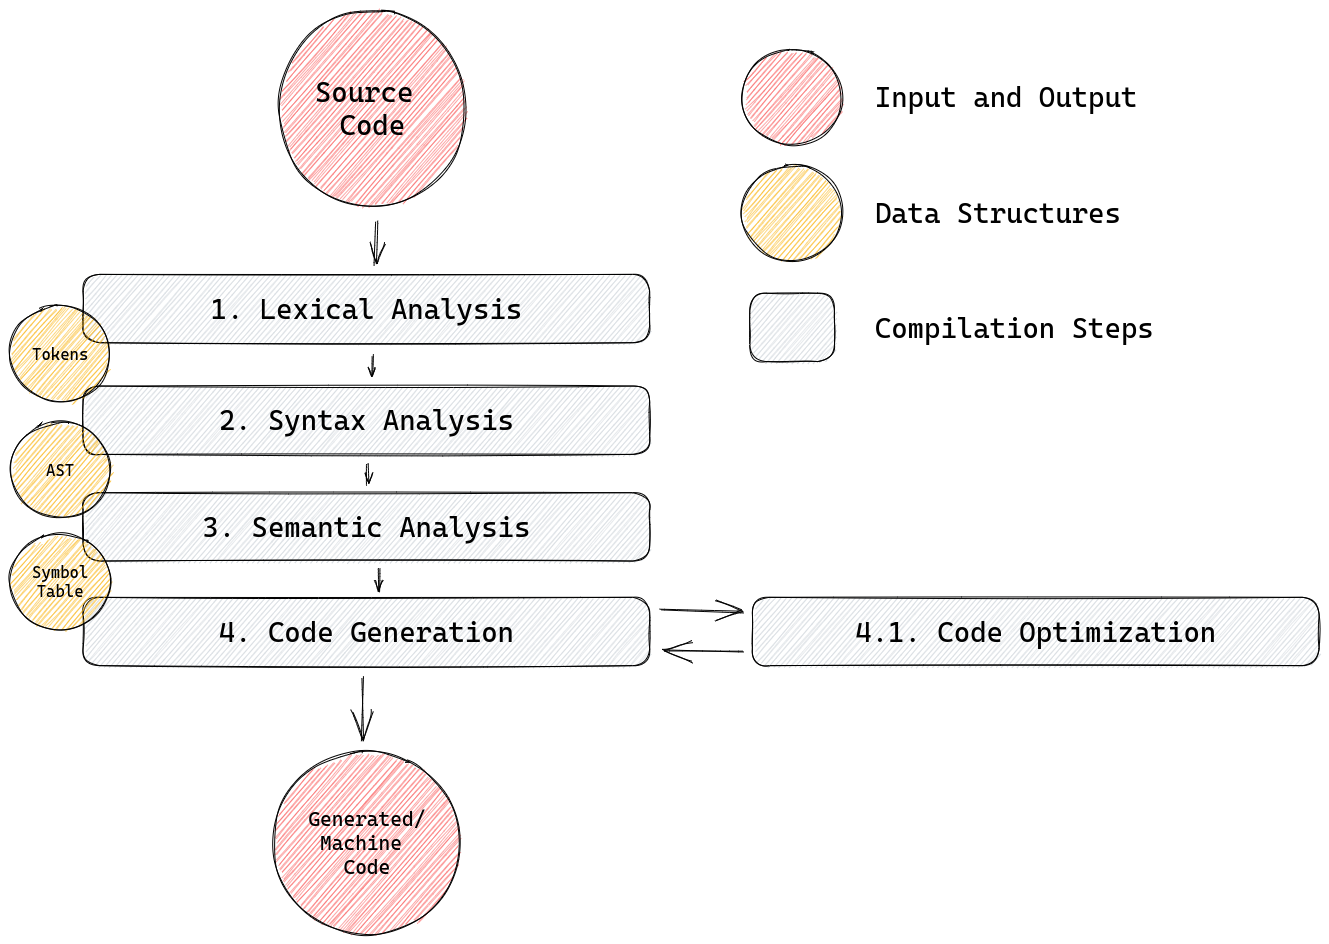 Source
Code
Input and Output
Data Structures
Compilation Steps
1. Lexical Analysis
Tokens
2. Syntax Analysis
AST
3. Semantic Analysis
Symbol
Table
4. Code Generation
4.1. Code Optimization
Generated/
Machine
Code